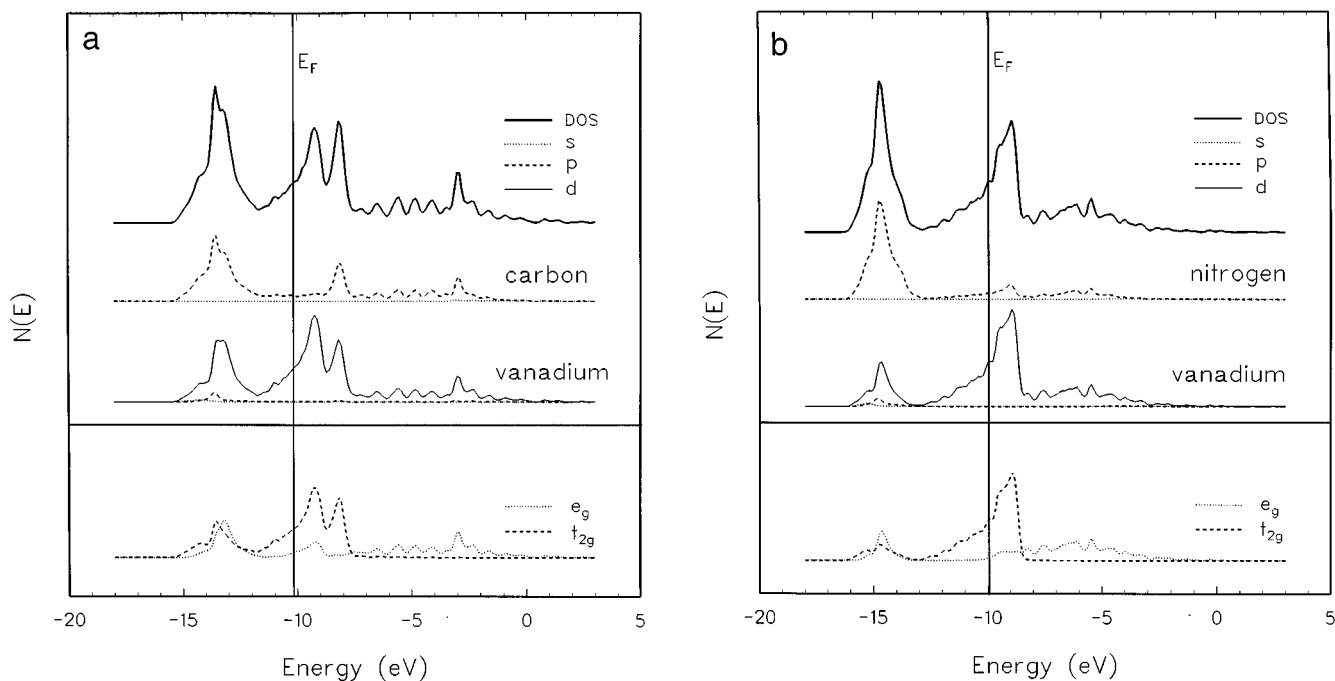 a
E_F
DOS
s
p
d
carbon
vanadium
N(E)
e_g
t_2g
-20 -15 -10 -5 0 5
Energy (eV)
b
E_F
DOS
s
p
d
nitrogen
vanadium
N(E)
e_g
t_2g
-20 -15 -10 -5 0 5
Energy (eV)